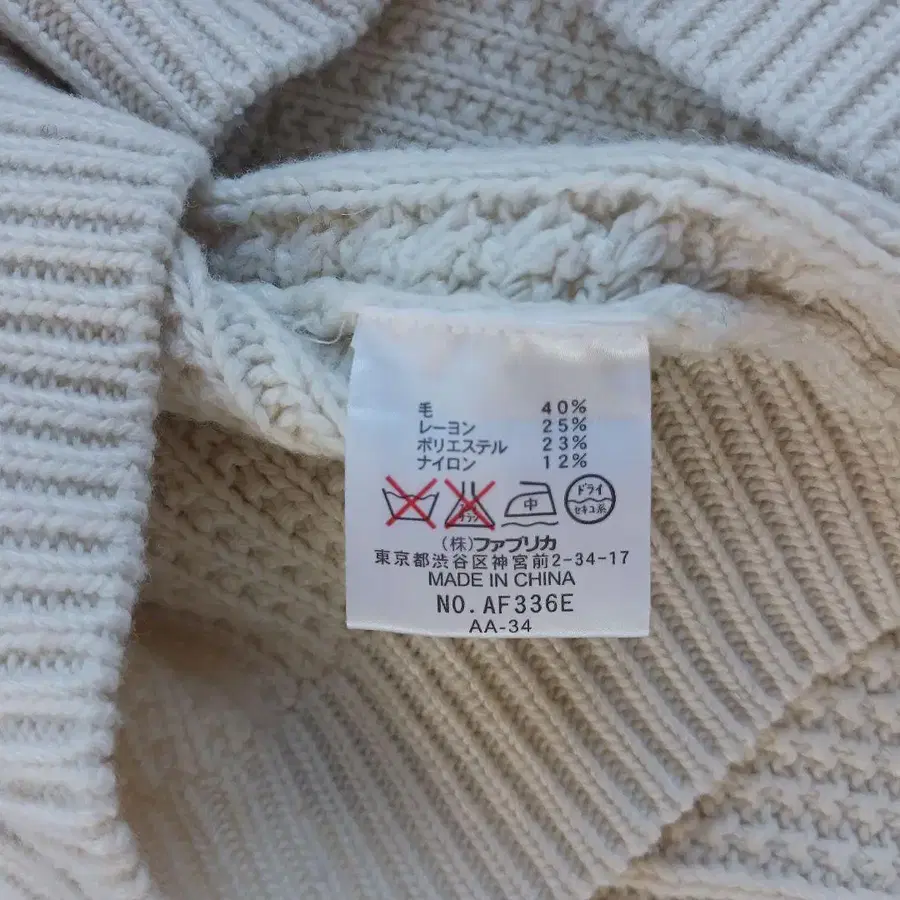 毛 40%
レーヨン 25%
ポリエステル 23%
ナイロン 12%
中 ドライ
セキユ系
(株)ファブリカ
東京都渋谷区神宮前2-34-17
MADE IN CHINA
NO.AF336E
AA-34